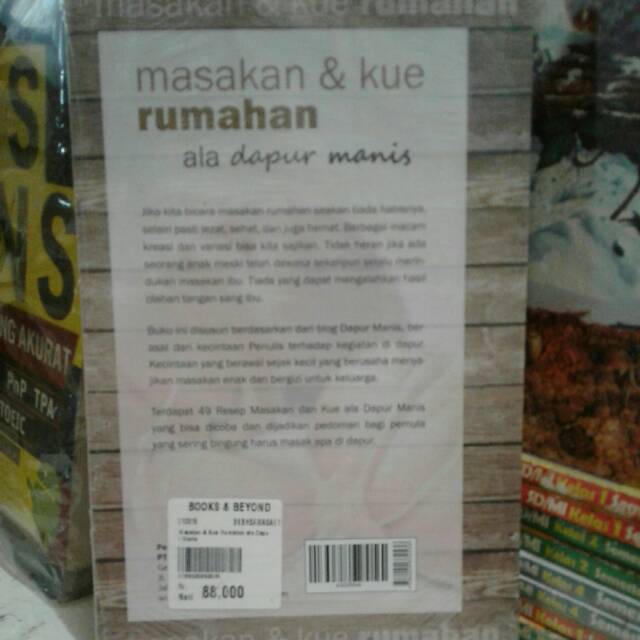 masakan & kue rumahan
masakan & kue
rumahan
ala dapur manis
Jika kita bicara masakan rumahan seakan tiada habisnya,
selain pasti lezat, sehat, dan juga hemat. Berbagai macam
kreasi dan variasi bisa kita sajikan. Tidak heran jika ada
seorang anak meski telah dewasa sekalipun selalu merin
dukan masakan ibu. Tiada yang dapat mengalahkan hasil
olahan tangan sang ibu.
Buku ini disusun berdasarkan dari blog Dapur Manis, ber
asal dari kecintaan Penulis terhadap kegiatan di dapur.
Kecintaan yang berawal sejak kecil yang berusaha menya
jikan masakan enak dan bergizi untuk keluarga.
Terdapat 49 Resep Masakan dan Kue ala Dapur Manis
yang bisa dicoba dan dijadikan pedoman bagi pemula
yang sering bingung harus masak apa di dapur.
BOOKS & BEYOND
88.000
AKURAT
PnP TPA
TOEIC
kue rumahan